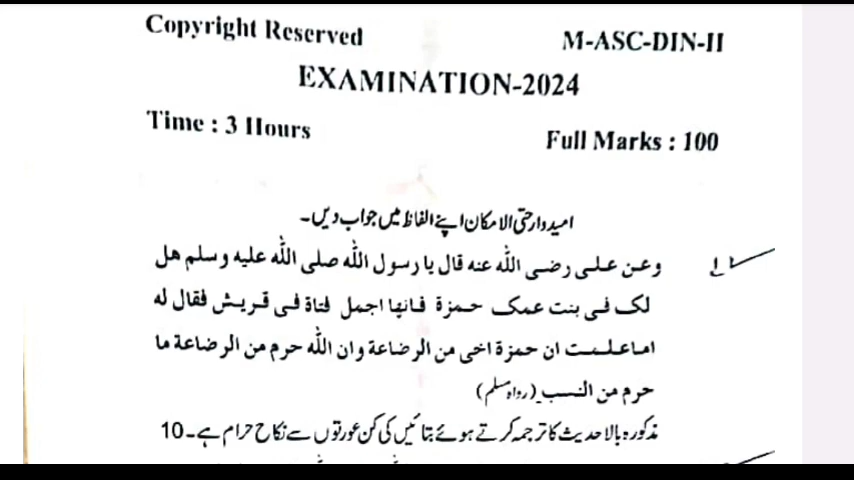 Copyright Reserved
M-ASC-DIN-II
EXAMINATION-2024
Time : 3 Hours
Full Marks : 100
امیدوار حتی الامکان اپنے الفاظ میں جواب دیں۔
وعن علی رضی اللہ عنہ قال یا رسول اللہ صلی اللہ علیہ وسلم هل
لک فی بنت عمک حمزة فانها اجمل فتاة فی قریش فقال له
اما علمت ان حمزة اخی من الرضاعة وان اللہ حرم من الرضاعة ما
حرم من النسب۔ (رواہ مسلم)
مذکورہ بالا حدیث کا ترجمہ کرتے ہوئے بتائیں کی کن عورتوں سے نکاح حرام ہے۔ 10